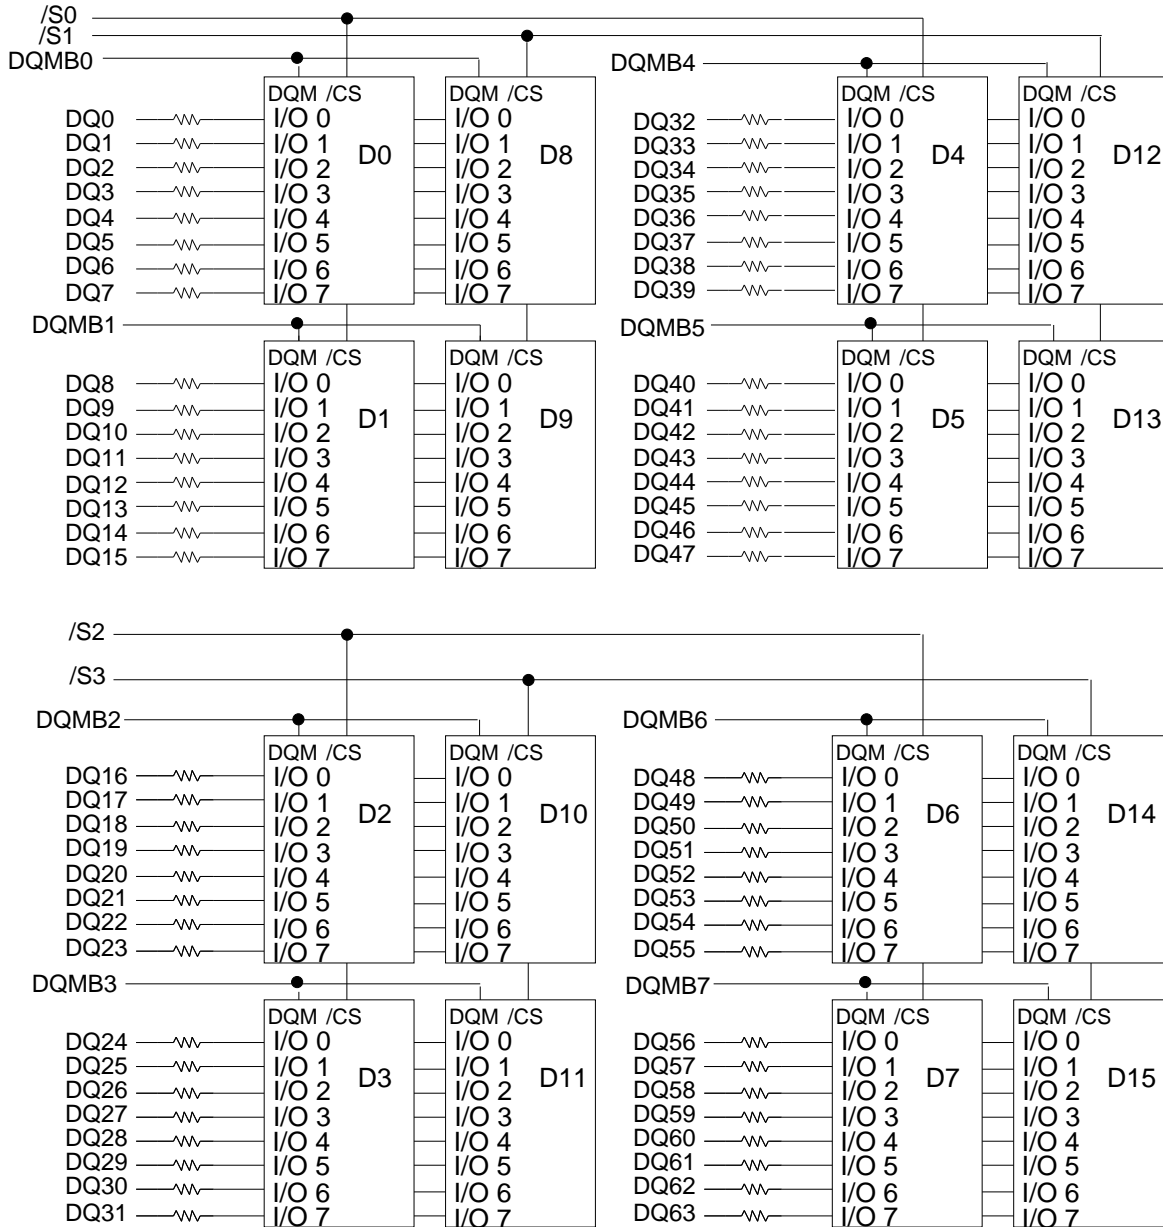 /S0
/S1
DQMB0
DQM /CS
DQM /CS
DQ0 I/O 0 I/O 0
DQ1 I/O 1 I/O 1
D0 D8
DQ2 I/O 2 I/O 2
DQ3 I/O 3 I/O 3
DQ4 I/O 4 I/O 4
DQ5 I/O 5 I/O 5
DQ6 I/O 6 I/O 6
DQ7 I/O 7 I/O 7
DQMB4
DQM /CS
DQM /CS
DQ32 I/O 0 I/O 0
DQ33 I/O 1 I/O 1
D4 D12
DQ34 I/O 2 I/O 2
DQ35 I/O 3 I/O 3
DQ36 I/O 4 I/O 4
DQ37 I/O 5 I/O 5
DQ38 I/O 6 I/O 6
DQ39 I/O 7 I/O 7
DQMB1
DQM /CS
DQM /CS
DQ8 I/O 0 I/O 0
DQ9 I/O 1 I/O 1
D1 D9
DQ10 I/O 2 I/O 2
DQ11 I/O 3 I/O 3
DQ12 I/O 4 I/O 4
DQ13 I/O 5 I/O 5
DQ14 I/O 6 I/O 6
DQ15 I/O 7 I/O 7
DQMB5
DQM /CS
DQM /CS
DQ40 I/O 0 I/O 0
DQ41 I/O 1 I/O 1
D5 D13
DQ42 I/O 2 I/O 2
DQ43 I/O 3 I/O 3
DQ44 I/O 4 I/O 4
DQ45 I/O 5 I/O 5
DQ46 I/O 6 I/O 6
DQ47 I/O 7 I/O 7
/S2
/S3
DQMB2
DQM /CS
DQM /CS
DQ16 I/O 0 I/O 0
DQ17 I/O 1 I/O 1
D2 D10
DQ18 I/O 2 I/O 2
DQ19 I/O 3 I/O 3
DQ20 I/O 4 I/O 4
DQ21 I/O 5 I/O 5
DQ22 I/O 6 I/O 6
DQ23 I/O 7 I/O 7
DQMB6
DQM /CS
DQM /CS
DQ48 I/O 0 I/O 0
DQ49 I/O 1 I/O 1
D6 D14
DQ50 I/O 2 I/O 2
DQ51 I/O 3 I/O 3
DQ52 I/O 4 I/O 4
DQ53 I/O 5 I/O 5
DQ54 I/O 6 I/O 6
DQ55 I/O 7 I/O 7
DQMB3
DQM /CS
DQM /CS
DQ24 I/O 0 I/O 0
DQ25 I/O 1 I/O 1
D3 D11
DQ26 I/O 2 I/O 2
DQ27 I/O 3 I/O 3
DQ28 I/O 4 I/O 4
DQ29 I/O 5 I/O 5
DQ30 I/O 6 I/O 6
DQ31 I/O 7 I/O 7
DQMB7
DQM /CS
DQM /CS
DQ56 I/O 0 I/O 0
DQ57 I/O 1 I/O 1
D7 D15
DQ58 I/O 2 I/O 2
DQ59 I/O 3 I/O 3
DQ60 I/O 4 I/O 4
DQ61 I/O 5 I/O 5
DQ62 I/O 6 I/O 6
DQ63 I/O 7 I/O 7